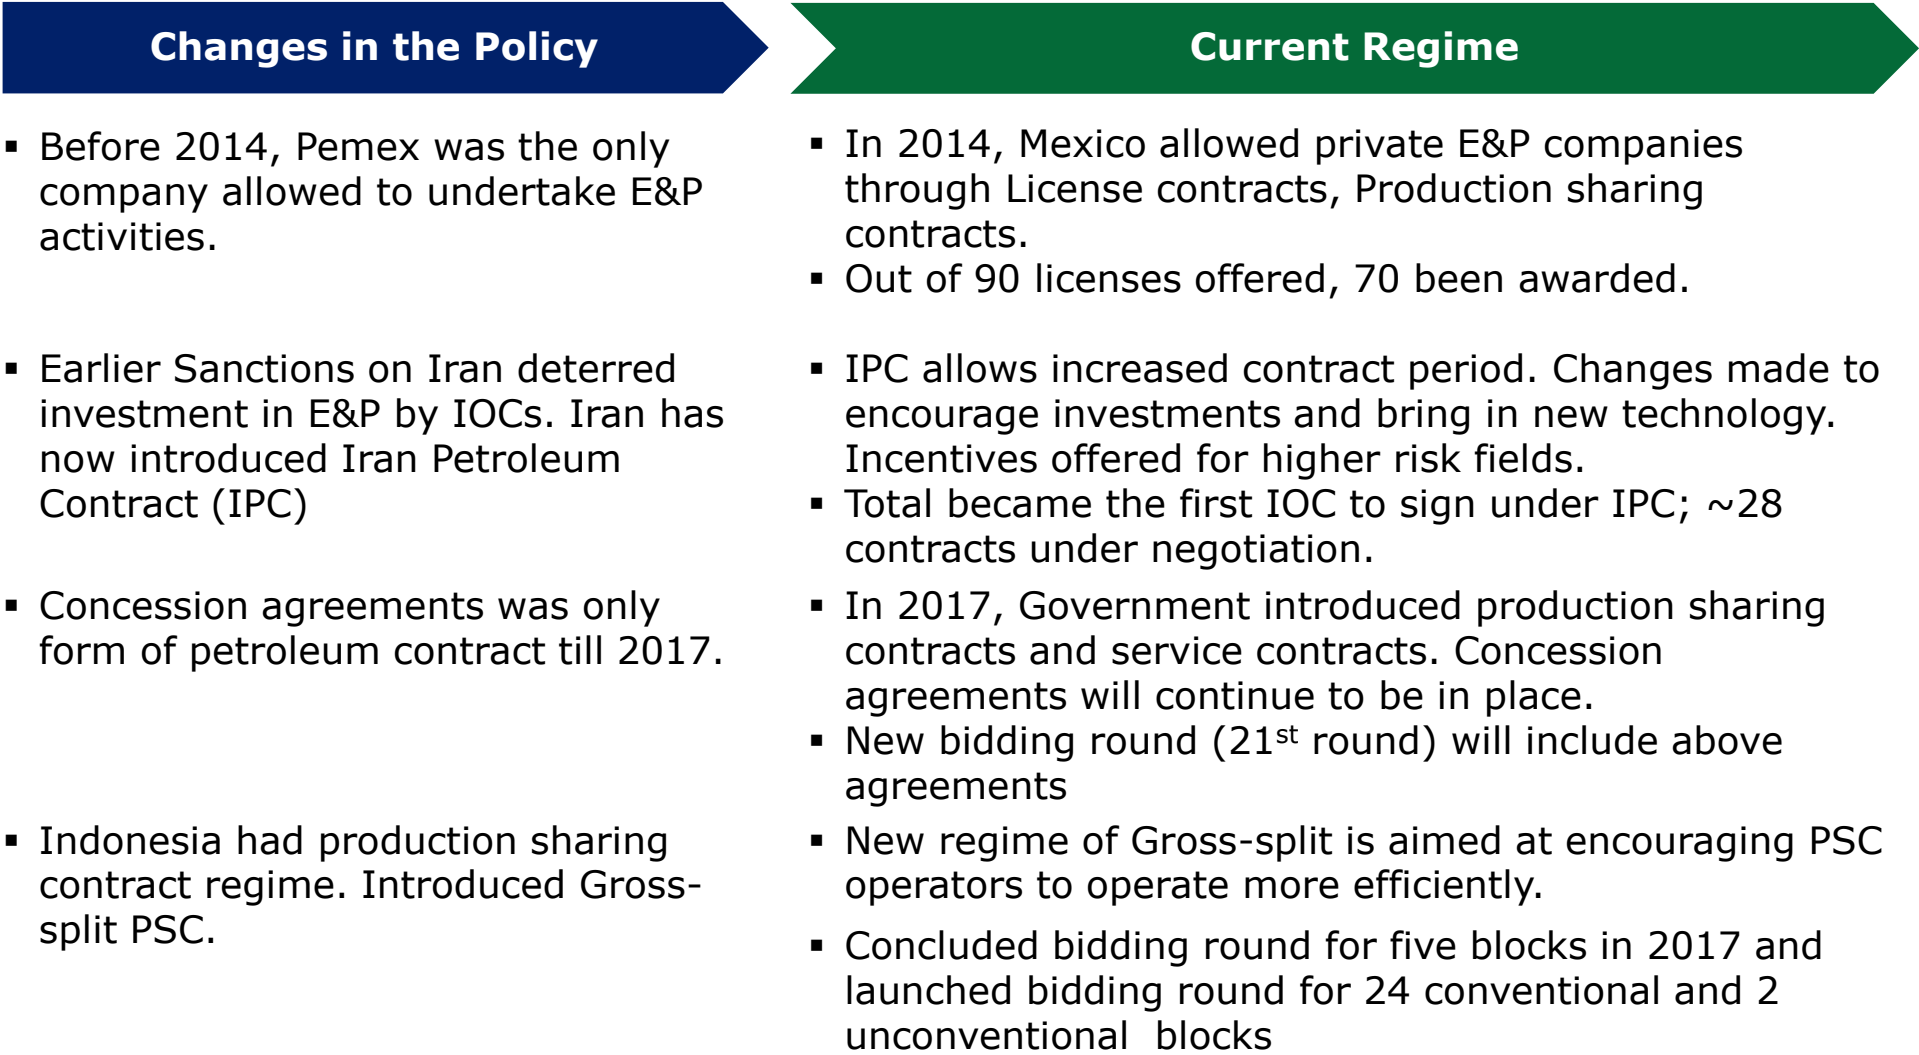 Changes in the Policy
Current Regime
▪ Before 2014, Pemex was the only
company allowed to undertake E&P
activities.
▪ In 2014, Mexico allowed private E&P companies
through License contracts, Production sharing
contracts.
▪ Out of 90 licenses offered, 70 been awarded.
▪ Earlier Sanctions on Iran deterred
investment in E&P by IOCs. Iran has
now introduced Iran Petroleum
Contract (IPC)
▪ IPC allows increased contract period. Changes made to
encourage investments and bring in new technology.
Incentives offered for higher risk fields.
▪ Total became the first IOC to sign under IPC; ~28
contracts under negotiation.
▪ Concession agreements was only
form of petroleum contract till 2017.
▪ In 2017, Government introduced production sharing
contracts and service contracts. Concession
agreements will continue to be in place.
▪ New bidding round (21st round) will include above
agreements
▪ Indonesia had production sharing
contract regime. Introduced Gross-
split PSC.
▪ New regime of Gross-split is aimed at encouraging PSC
operators to operate more efficiently.
▪ Concluded bidding round for five blocks in 2017 and
launched bidding round for 24 conventional and 2
unconventional  blocks